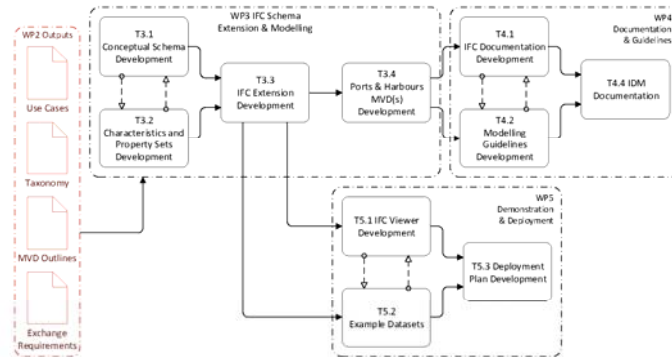 WP2 Outputs
Use Cases
Taxonomy
MVD Outlines
Exchange
Requirements
WP3 IFC Schema
Extension & Modelling
T3.1
Conceptual Schema
Development
T3.2
Characteristics and
Property Sets
Development
T3.3
IFC Extension
Development
T3.4
Ports & Harbours
MVD(s)
Development
WP4
Documentation
& Guidelines
T4.1
IFC Documentation
Development
T4.2
Modelling
Guidelines
Development
T4.4 IDM
Documentation
WP5
Demonstration
& Deployment
T5.1 IFC Viewer
Development
T5.2
Example Datasets
T5.3 Deployment
Plan Development